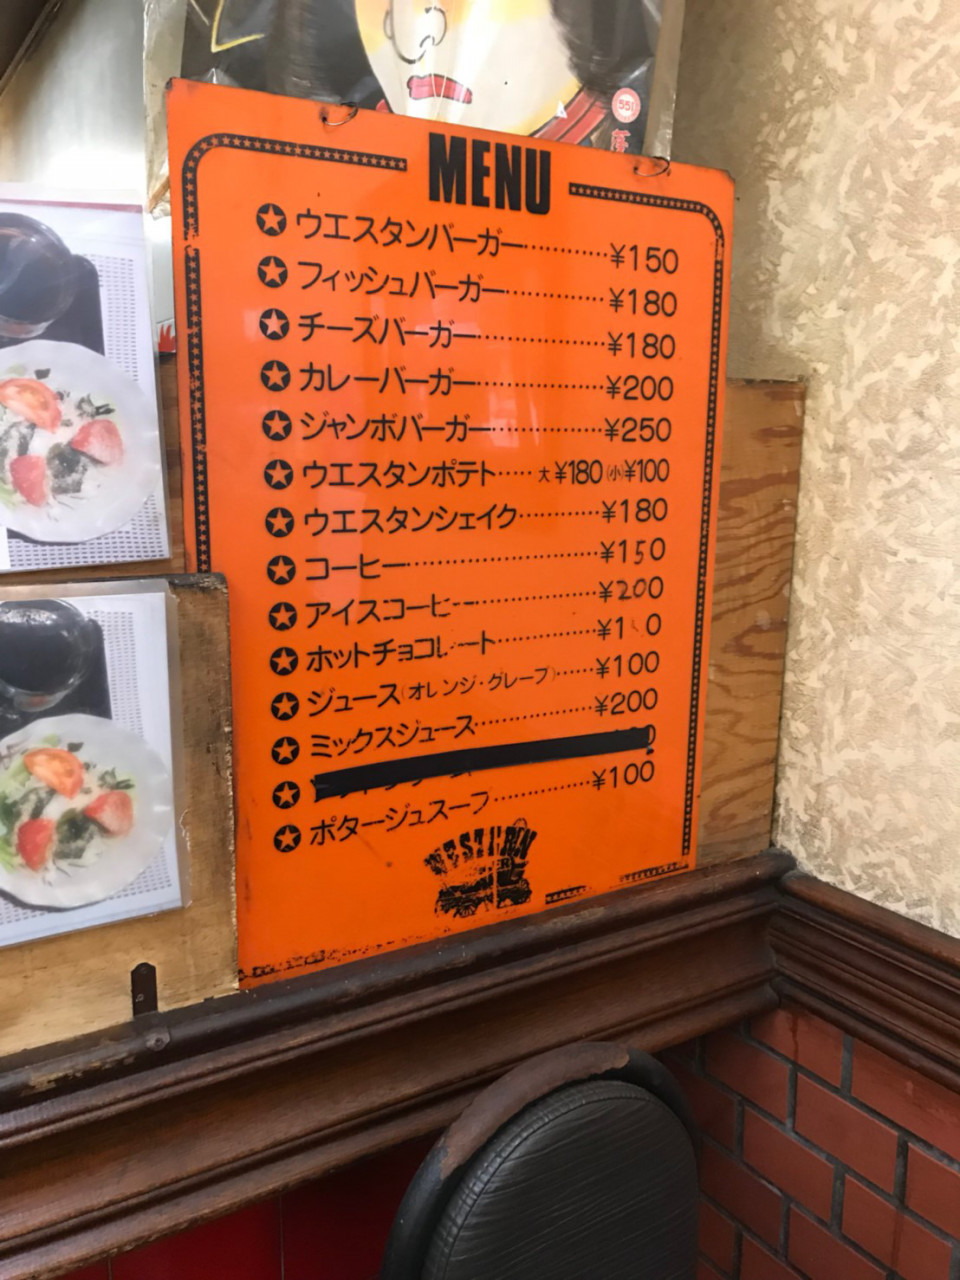 551
MENU
ウエスタンバーガー ¥150
フィッシュバーガー ¥180
チーズバーガー ¥180
カレーバーガー ¥200
ジャンボバーガー ¥250
ウエスタンポテト 大¥180 (小)¥100
ウエスタンシェイク ¥180
コーヒー ¥150
アイスコーヒー ¥200
ホットチョコレート
ジュース(オレンジ・グレープ) ¥100
ミックスジュース ¥200
ポタージュスープ ¥100
WESTERN